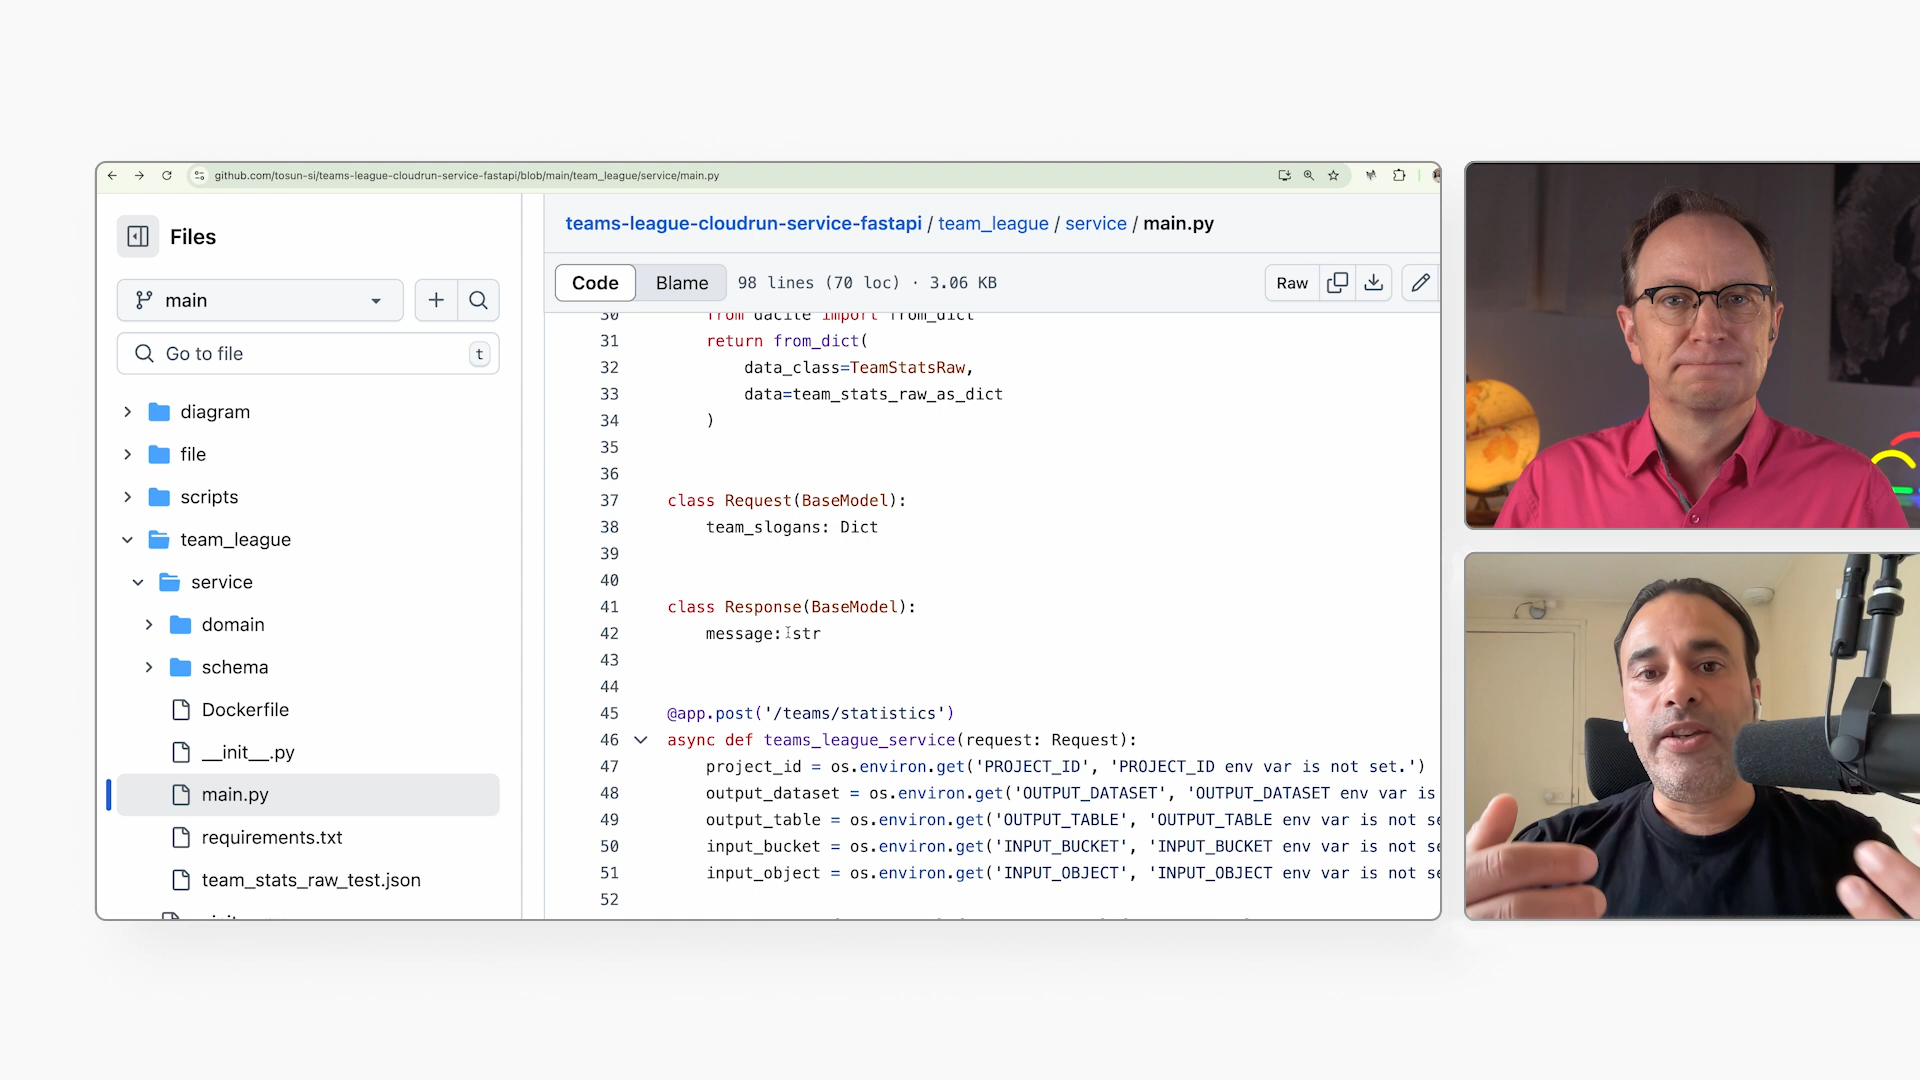 github.com/tosun-si/teams-league-cloudrun-service-fastapi/blob/main/team_league/service/main.py
Files
main
Go to file
t
diagram
file
scripts
team_league
service
domain
schema
Dockerfile
__init__.py
main.py
requirements.txt
team_stats_raw_test.json
teams-league-cloudrun-service-fastapi / team_league / service / main.py
Code
Blame
98 lines (70 loc) · 3.06 KB
Raw
30 from dacite import from_dict
31 return from_dict(
32 data_class=TeamStatsRaw,
33 data=team_stats_raw_as_dict
34 )
35
36
37 class Request(BaseModel):
38 team_slogans: Dict
39
40
41 class Response(BaseModel):
42 message: str
43
44
45 @app.post('/teams/statistics')
46 async def teams_league_service(request: Request):
47 project_id = os.environ.get('PROJECT_ID', 'PROJECT_ID env var is not set.')
48 output_dataset = os.environ.get('OUTPUT_DATASET', 'OUTPUT_DATASET env var is
49 output_table = os.environ.get('OUTPUT_TABLE', 'OUTPUT_TABLE env var is not se
50 input_bucket = os.environ.get('INPUT_BUCKET', 'INPUT_BUCKET env var is not se
51 input_object = os.environ.get('INPUT_OBJECT', 'INPUT_OBJECT env var is not se
52